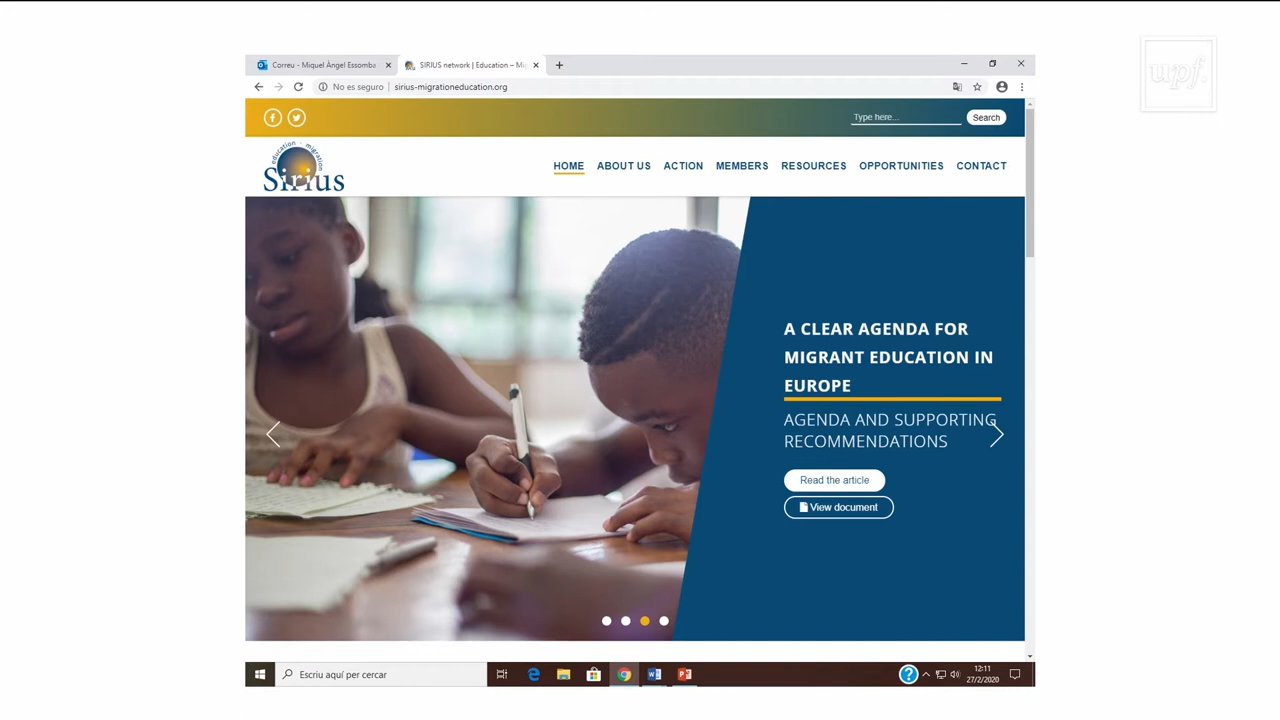 upf.
Correu - Miquel Àngel Essomba
SIRIUS network | Education – Mi
No es seguro | sirius-migrationeducation.org
Type here... Search
education - migration
Sirius
HOME ABOUT US ACTION MEMBERS RESOURCES OPPORTUNITIES CONTACT
A CLEAR AGENDA FOR
MIGRANT EDUCATION IN
EUROPE
AGENDA AND SUPPORTING
RECOMMENDATIONS
Read the article
View document
Escriu aquí per cercar
12:11
27/2/2020